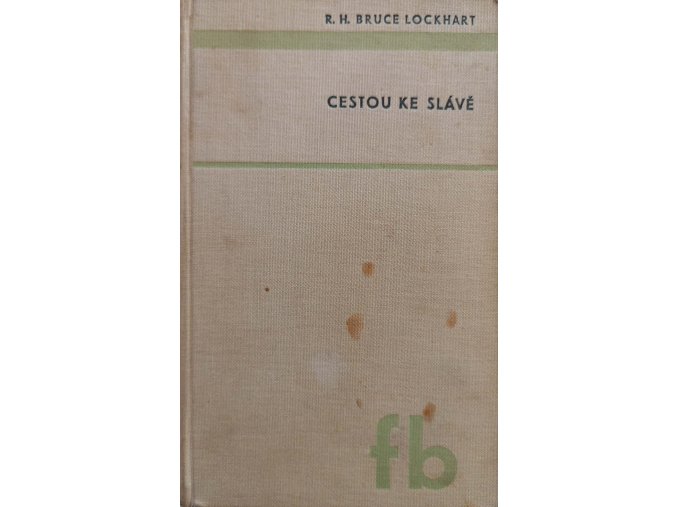 R. H. BRUCE LOCKHART
CESTOU KE SLÁVĚ
fb